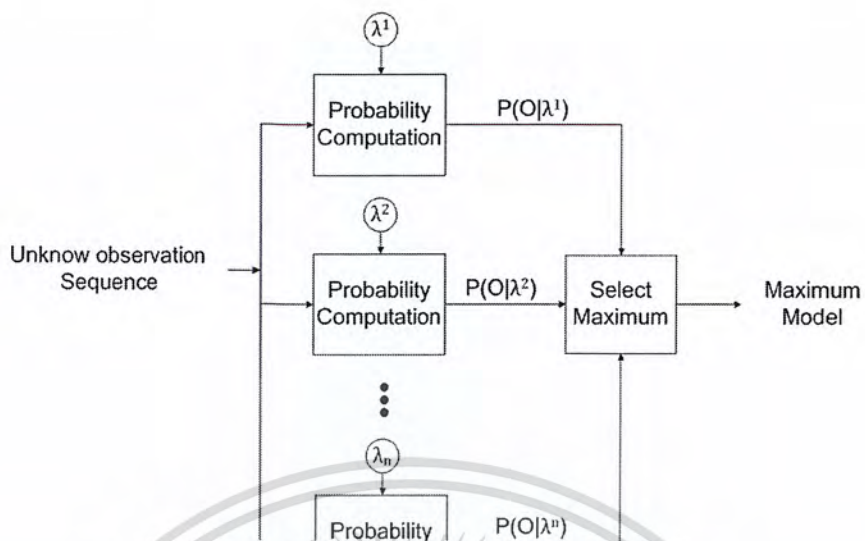 λ¹
Probability
Computation
P(O|λ¹)
λ²
Unknow observation
Sequence
Probability
Computation
P(O|λ²)
Select
Maximum
Maximum
Model
λₙ
Probability
P(O|λⁿ)